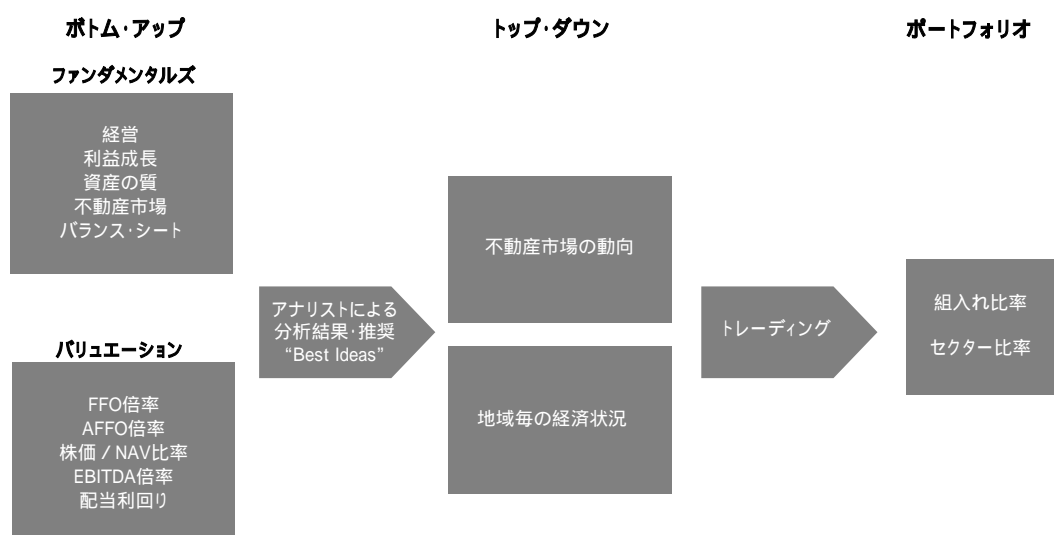 ボトム・アップ
トップ・ダウン
ポートフォリオ
ファンダメンタルズ
経営
利益成長
資産の質
不動産市場
バランス・シート
バリュエーション
FFO倍率
AFFO倍率
株価 / NAV比率
EBITDA倍率
配当利回り
アナリストによる
分析結果・推奨
“Best Ideas”
不動産市場の動向
地域毎の経済状況
トレーディング
組入れ比率
セクター比率